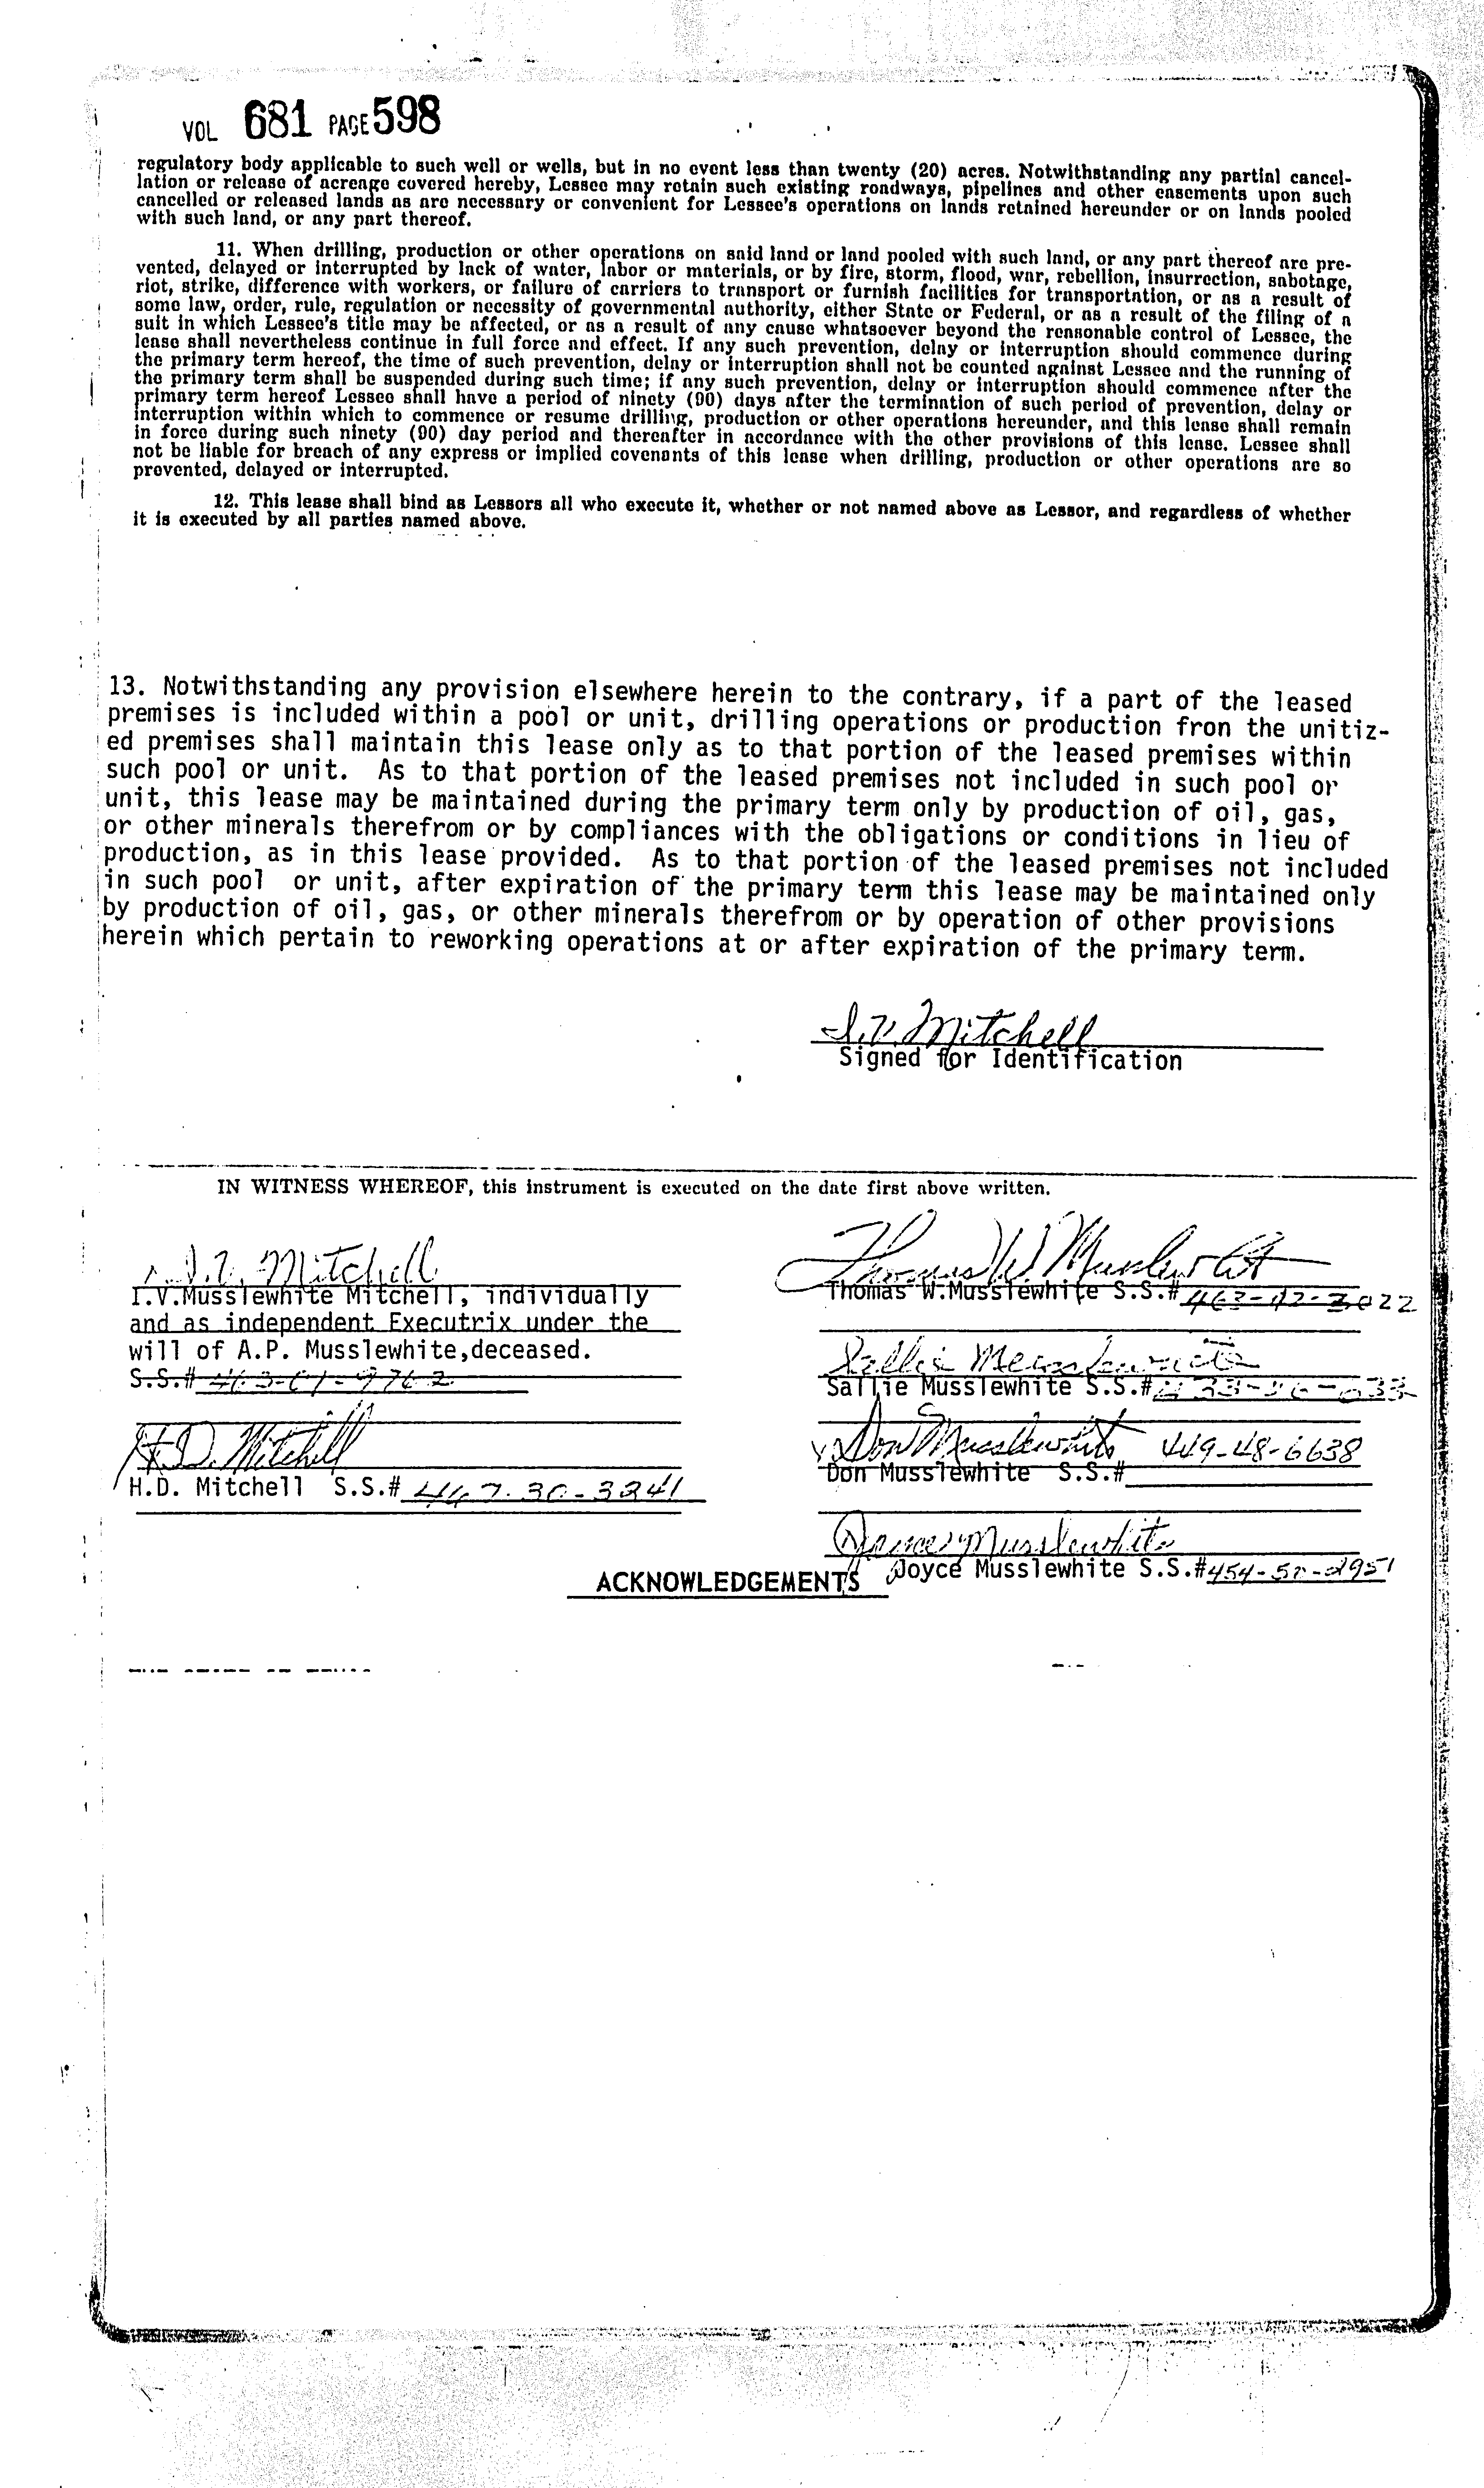 VOL 681 PAGE 598
regulatory body applicable to such well or wells, but in no event less than twenty (20) acres. Notwithstanding any partial cancel-
lation or release of acreage covered hereby, Lessee may retain such existing roadways, pipelines and other easements upon such
cancelled or released lands as are necessary or convenient for Lessee's operations on lands retained hereunder or on lands pooled
with such land, or any part thereof.
11. When drilling, production or other operations on said land or land pooled with such land, or any part thereof are pre-
vented, delayed or interrupted by lack of water, labor or materials, or by fire, storm, flood, war, rebellion, insurrection, sabotage,
riot, strike, difference with workers, or failure of carriers to transport or furnish facilities for transportation, or as a result of
some law, order, rule, regulation or necessity of governmental authority, either State or Federal, or as a result of the filing of a
suit in which Lessee's title may be affected, or as a result of any cause whatsoever beyond the reasonable control of Lessee, the
lease shall nevertheless continue in full force and effect. If any such prevention, delay or interruption should commence during
the primary term hereof, the time of such prevention, delay or interruption shall not be counted against Lessee and the running of
the primary term shall be suspended during such time; if any such prevention, delay or interruption should commence after the
primary term hereof Lessee shall have a period of ninety (90) days after the termination of such period of prevention, delay or
interruption within which to commence or resume drilling, production or other operations hereunder, and this lease shall remain
in force during such ninety (90) day period and thereafter in accordance with the other provisions of this lease. Lessee shall
not be liable for breach of any express or implied covenants of this lease when drilling, production or other operations are so
prevented, delayed or interrupted.
12. This lease shall bind as Lessors all who execute it, whether or not named above as Lessor, and regardless of whether
it is executed by all parties named above.
13. Notwithstanding any provision elsewhere herein to the contrary, if a part of the leased
premises is included within a pool or unit, drilling operations or production fron the unitiz-
ed premises shall maintain this lease only as to that portion of the leased premises within
such pool or unit. As to that portion of the leased premises not included in such pool or
unit, this lease may be maintained during the primary term only by production of oil, gas,
or other minerals therefrom or by compliances with the obligations or conditions in lieu of
production, as in this lease provided. As to that portion of the leased premises not included
in such pool or unit, after expiration of the primary term this lease may be maintained only
by production of oil, gas, or other minerals therefrom or by operation of other provisions
herein which pertain to reworking operations at or after expiration of the primary term.
I.V. Mitchell
Signed for Identification
IN WITNESS WHEREOF, this instrument is executed on the date first above written.
I.V. Mitchell
I.V.Musslewhite Mitchell, individually
and as independent Executrix under the
will of A.P. Musslewhite,deceased.
S.S.#
H.D. Mitchell
H.D. Mitchell S.S.#
Thomas W. Musslewhite
Thomas W.Musslewhite S.S.# 463-42-3022
Sallie Musslewhite
Sallie Musslewhite S.S.#
Don Musslewhite 449-48-6638
Don Musslewhite S.S.#
Joyce Musslewhite
Joyce Musslewhite S.S.#
ACKNOWLEDGEMENTS